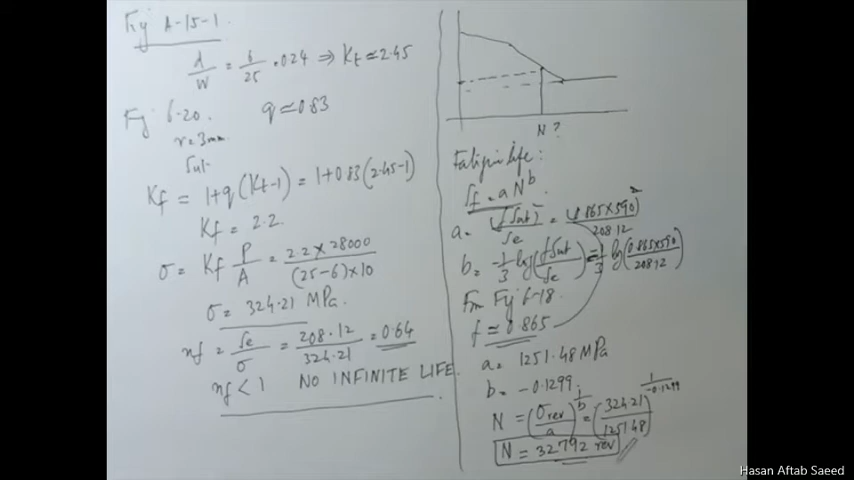 Fig A-15-1.
d/W = 6/25 = .024 ⇒ Kt ≃ 2.45
Fig 6-20. q ≃ 0.83
r = 3mm
Sut
Kf = 1+q(Kt-1) = 1+0.83(2.45-1)
Kf = 2.2.
σ = Kf P/A = 2.2 × 28000/(25-6)×10
σ = 324.21 MPa.
nf = Se/σ = 208.12/324.21 = 0.64
nf < 1 NO INFINITE LIFE.
N ?
Fatigue life:
Sf = aN^b
a = (f Sut)²/Se = (0.865×590)²/208.12
b = -1/3 log(f Sut/Se) = -1/3 log(0.865×590/208.12)
Fig 6-18.
f ≃ 0.865
a = 1251.48 MPa
b = -0.1299.
N = (σrev/a)^1/b = (324.21/1251.48)^1/-0.1299
N = 32792 rev
Hasan Aftab Saeed